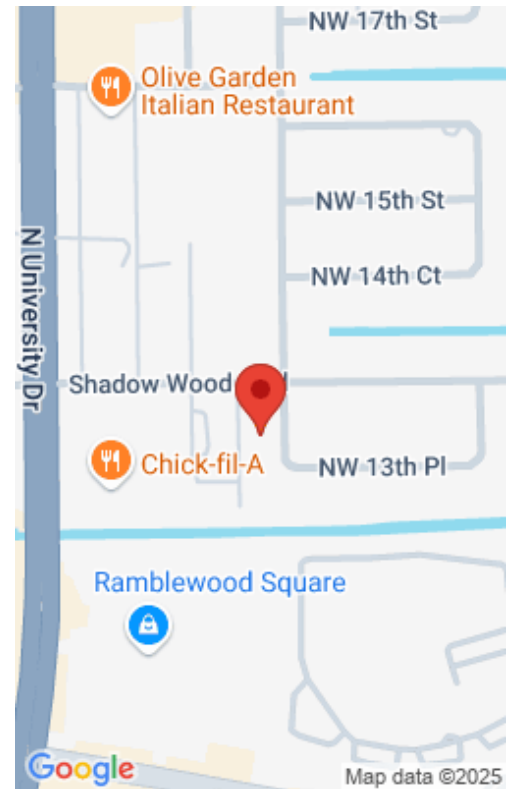 NW 17th St
Olive Garden
Italian Restaurant
NW 15th St
N University Dr
NW 14th Ct
Shadow Wood
Chick-fil-A
NW 13th Pl
Ramblewood Square
Google
Map data ©2025